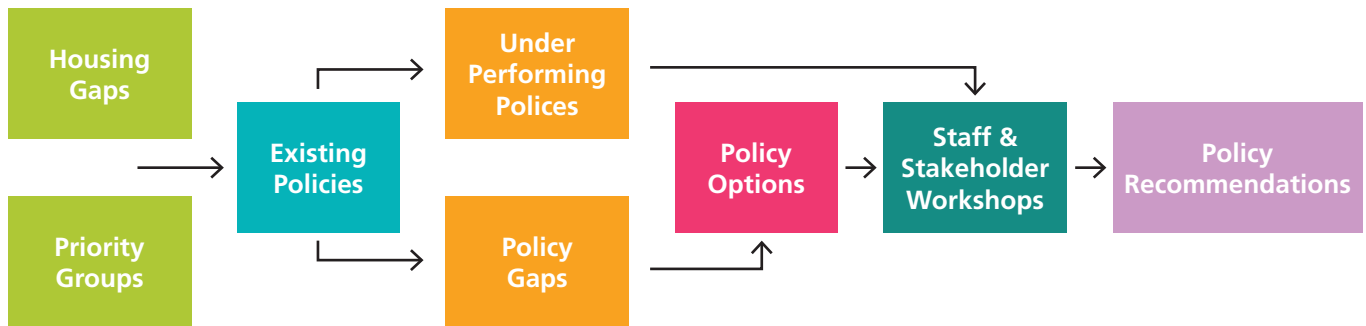 Housing
Gaps
Priority
Groups
Existing
Policies
Under
Performing
Polices
Policy
Gaps
Policy
Options
Staff &
Stakeholder
Workshops
Policy
Recommendations